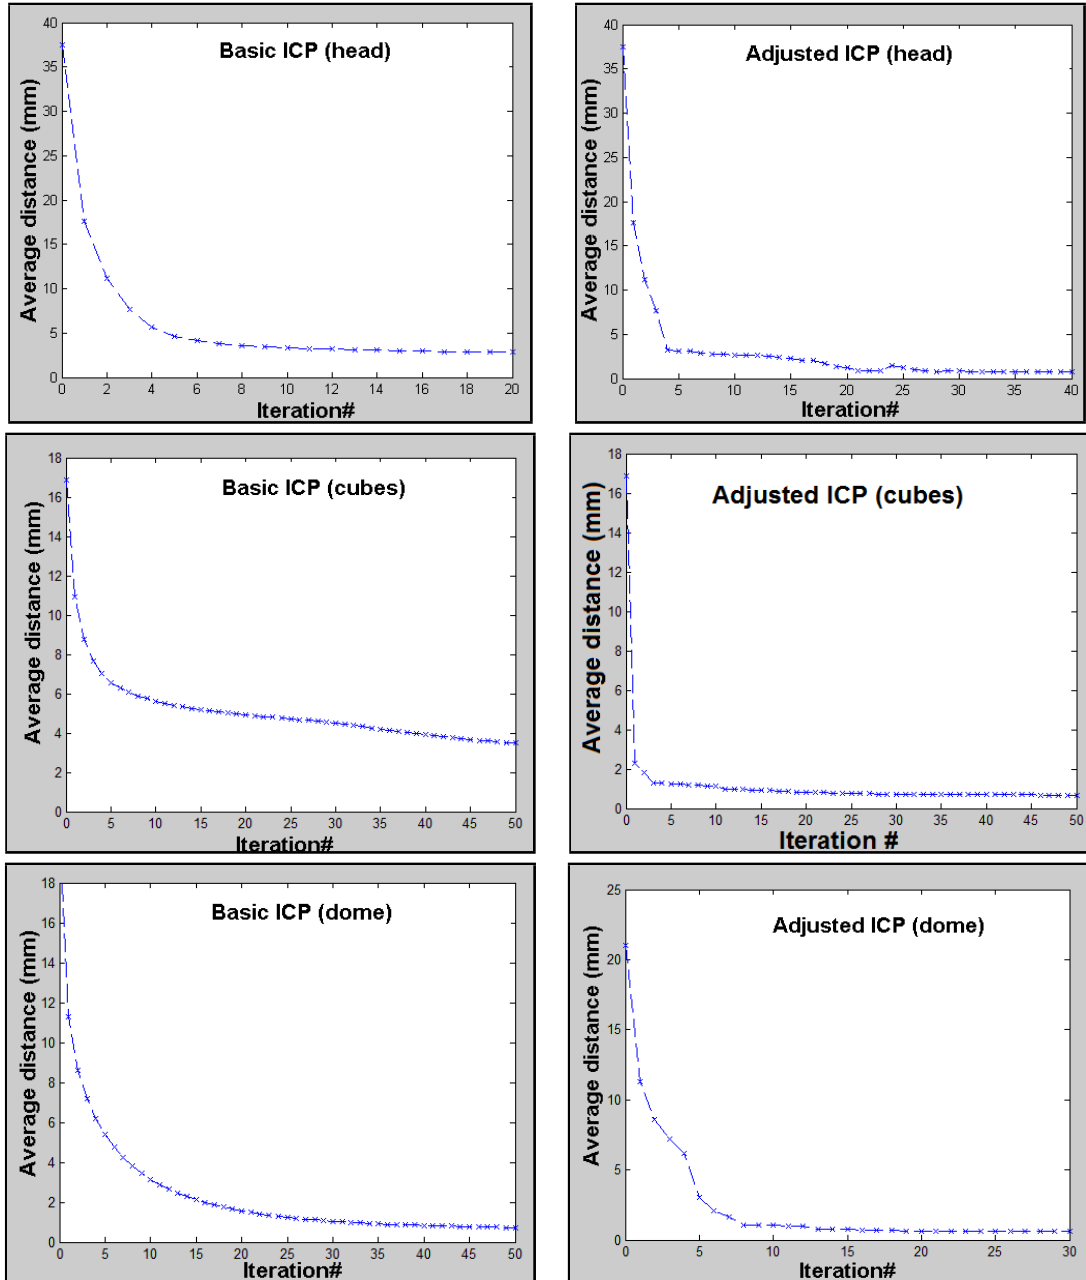 Basic ICP (head)
Average distance (mm)
40
35
30
25
20
15
10
5
0
0 2 4 6 8 10 12 14 16 18 20
Iteration#
Adjusted ICP (head)
Average distance (mm)
40
35
30
25
20
15
10
5
0
0 5 10 15 20 25 30 35 40
Iteration#
Basic ICP (cubes)
Average distance (mm)
18
16
14
12
10
8
6
4
2
0
0 5 10 15 20 25 30 35 40 45 50
Iteration#
Adjusted ICP (cubes)
Average distance (mm)
18
16
14
12
10
8
6
4
2
0
0 5 10 15 20 25 30 35 40 45 50
Iteration #
Basic ICP (dome)
Average distance (mm)
18
16
14
12
10
8
6
4
2
0
0 5 10 15 20 25 30 35 40 45 50
Iteration#
Adjusted ICP (dome)
Average distance (mm)
25
20
15
10
5
0
0 5 10 15 20 25 30
Iteration#